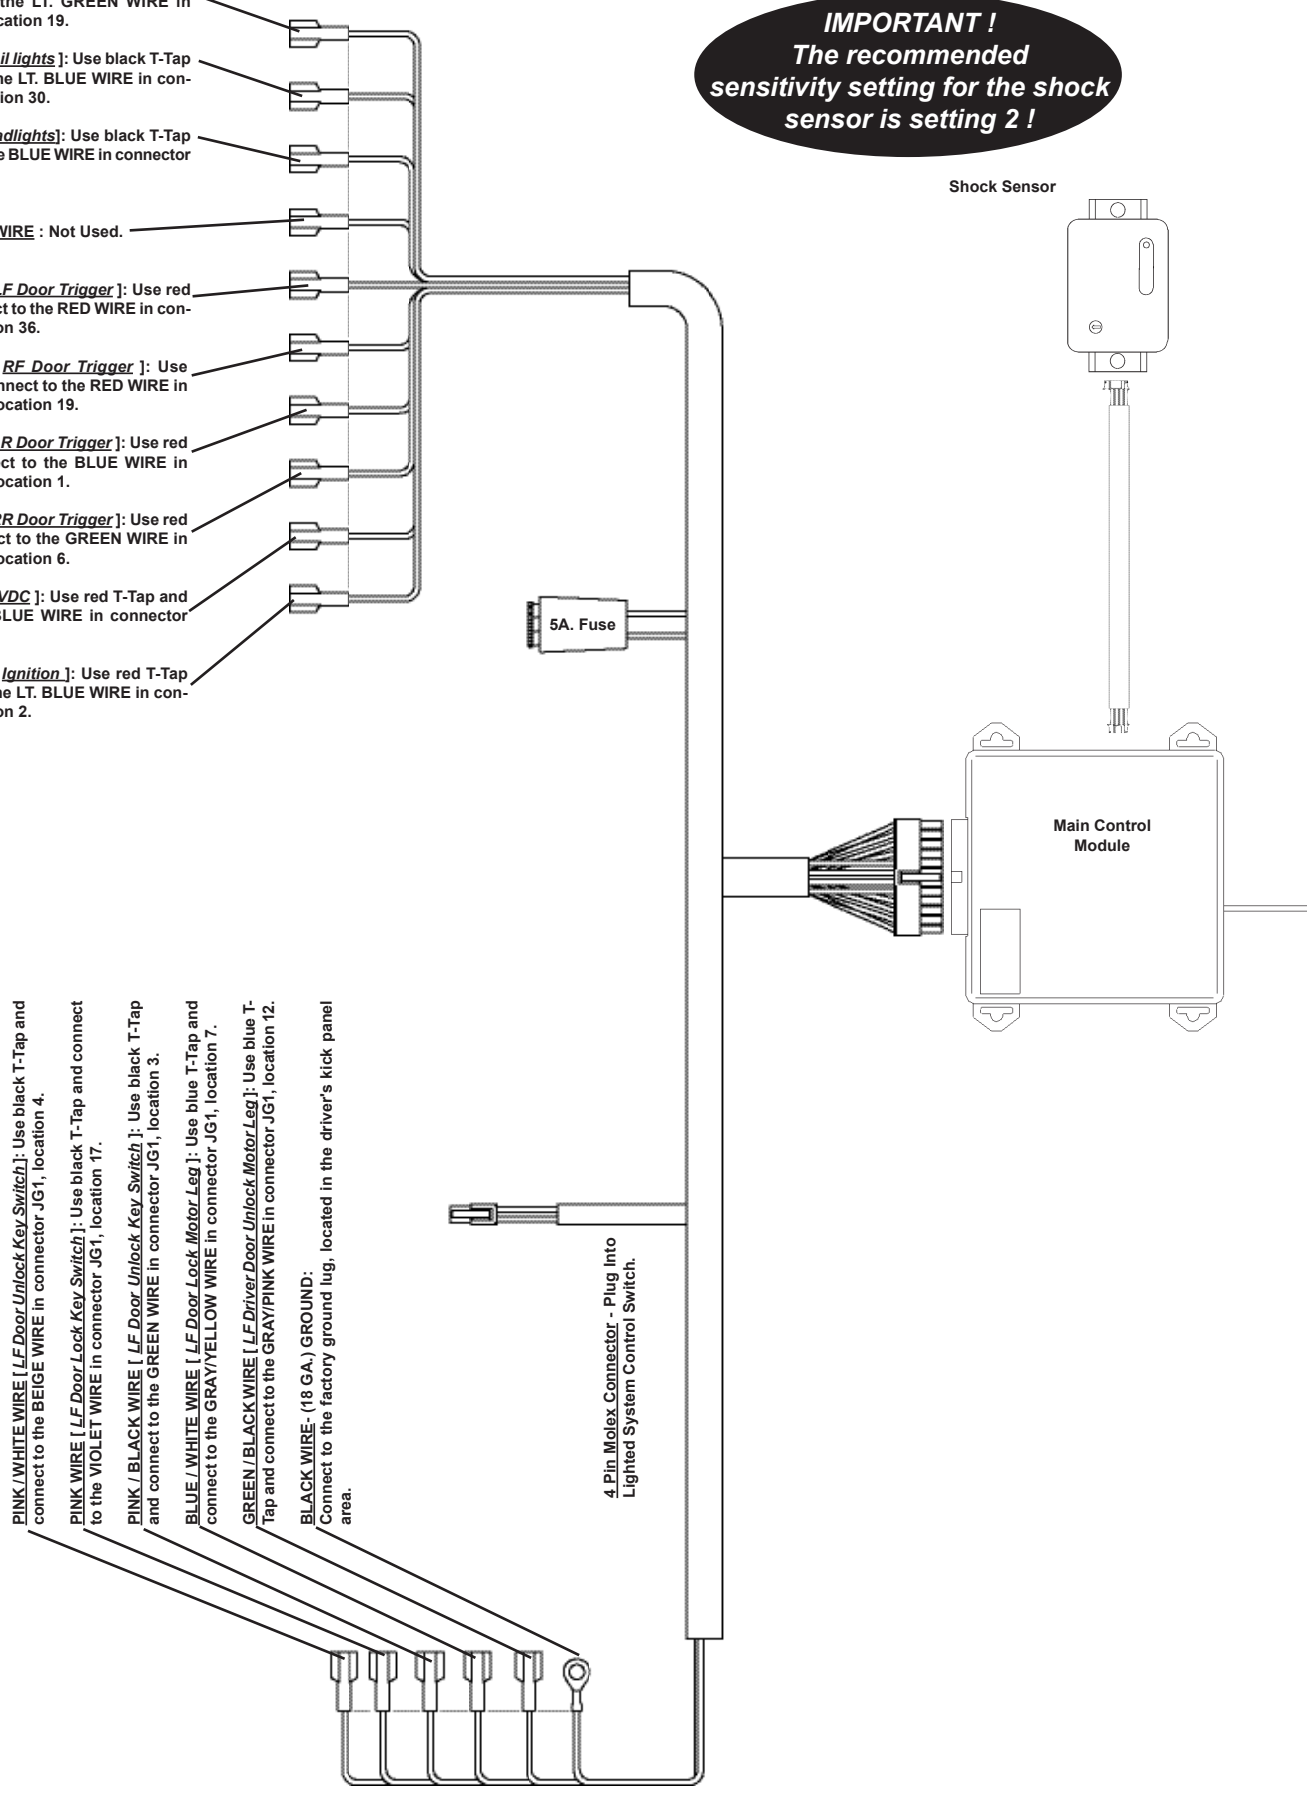 the LT. GREEN WIRE in
cation 19.
il lights ]: Use black T-Tap
ne LT. BLUE WIRE in con-
ion 30.
adlights]: Use black T-Tap
e BLUE WIRE in connector
WIRE : Not Used.
LF Door Trigger ]: Use red
ct to the RED WIRE in con-
on 36.
RF Door Trigger ]: Use
nnect to the RED WIRE in
ocation 19.
R Door Trigger ]: Use red
ect to the BLUE WIRE in
ocation 1.
RR Door Trigger ]: Use red
ct to the GREEN WIRE in
ocation 6.
VDC ]: Use red T-Tap and
BLUE WIRE in connector
Ignition ]: Use red T-Tap
he LT. BLUE WIRE in con-
on 2.
IMPORTANT !
The recommended
sensitivity setting for the shock
sensor is setting 2 !
Shock Sensor
5A. Fuse
Main Control
Module
PINK / WHITE WIRE [ LF Door Unlock Key Switch ]: Use black T-Tap and
connect to the BEIGE WIRE in connector JG1, location 4.
PINK WIRE [ LF Door Lock Key Switch ]: Use black T-Tap and connect
to the VIOLET WIRE in connector JG1, location 17.
PINK / BLACK WIRE [ LF Door Unlock Key Switch ]: Use black T-Tap
and connect to the GREEN WIRE in connector JG1, location 3.
BLUE / WHITE WIRE [ LF Door Lock Motor Leg ]: Use blue T-Tap and
connect to the GRAY/YELLOW WIRE in connector JG1, location 7.
GREEN / BLACK WIRE [ LF Driver Door Unlock Motor Leg ]: Use blue T-
Tap and connect to the GRAY/PINK WIRE in connector JG1, location 12.
BLACK WIRE- (18 GA.) GROUND:
Connect to the factory ground lug, located in the driver's kick panel
area.
4 Pin Molex Connector - Plug Into
Lighted System Control Switch.